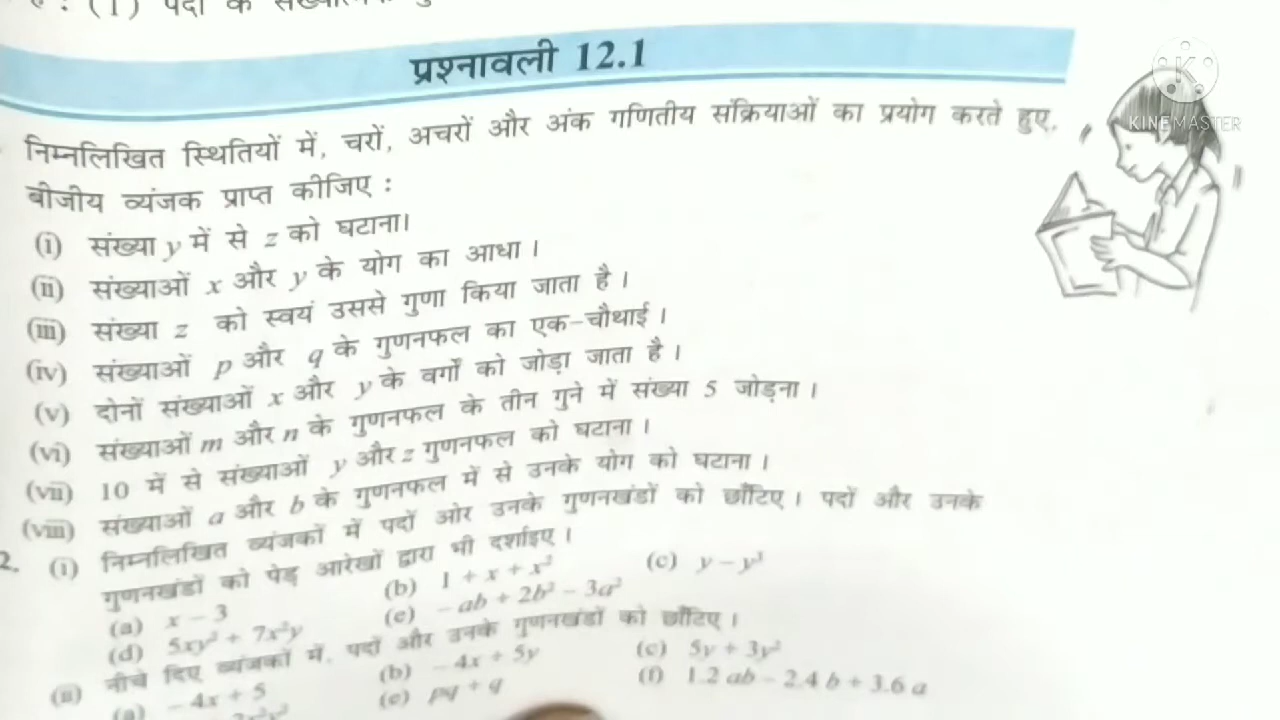 : (1) पदों के
प्रश्नावली 12.1
KINEMASTER
निम्नलिखित स्थितियों में, चरों, अचरों और अंक गणितीय संक्रियाओं का प्रयोग करते हुए,
बीजीय व्यंजक प्राप्त कीजिए :
(i) संख्या y में से z को घटाना।
(ii) संख्याओं x और y के योग का आधा।
(iii) संख्या z को स्वयं उससे गुणा किया जाता है।
(iv) संख्याओं p और q के गुणनफल का एक-चौथाई।
(v) दोनों संख्याओं x और y के वर्गों को जोड़ा जाता है।
(vi) संख्याओं m और n के गुणनफल के तीन गुने में संख्या 5 जोड़ना।
(vii) 10 में से संख्याओं y और z गुणनफल को घटाना।
(viii) संख्याओं a और b के गुणनफल में से उनके योग को घटाना।
2. (i) निम्नलिखित व्यंजकों में पदों ओर उनके गुणनखंडों को छाँटिए। पदों और उनके
गुणनखंडों को पेड़ आरेखों द्वारा भी दर्शाइए।
(a) x – 3 (b) 1 + x + x² (c) y – y³
(d) 5xy² + 7x²y (e) – ab + 2b² – 3a²
(ii) नीचे दिए व्यंजकों में, पदों और उनके गुणनखंडों को छाँटिए।
(a) – 4x + 5 (b) – 4x + 5y (c) 5y + 3y²
(e) pq + q (f) 1.2 ab – 2.4 b + 3.6 a